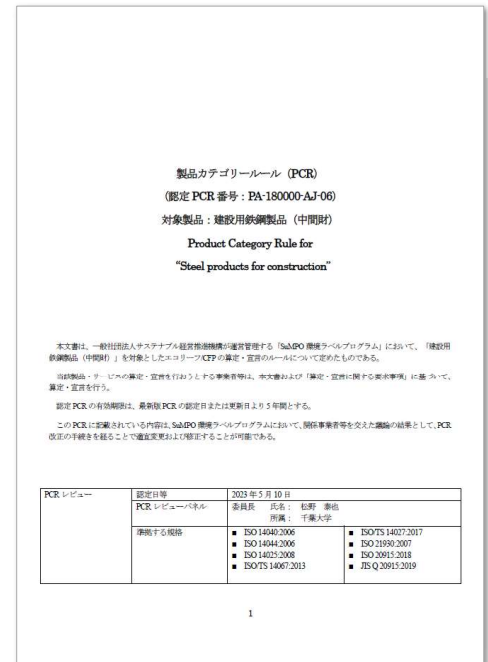 製品カテゴリールール（PCR）
（認定 PCR 番号：PA-180000-AJ-06）
対象製品：建設用鉄鋼製品（中間財）
Product Category Rule for
“Steel products for construction”
本文書は、一般社団法人サステナブル経営推進機構が運営管理する「SuMPO 環境ラベルプログラム」において、「建設用
鉄鋼製品（中間財）」を対象としたエコリーフ/CFP の算定・宣言のルールについて定めたものである。
当該製品・サービスの算定・宣言を行おうとする事業者等は、本文書および「算定・宣言に関する要求事項」に基づいて、
算定・宣言を行う。
認定 PCR の有効期限は、最新版 PCR の認定日または更新日より 5 年間とする。
この PCR に記載されている内容は、SuMPO 環境ラベルプログラムにおいて、関係事業者等を交えた議論の結果として、PCR
改正の手続きを経ることで適宜変更および修正することが可能である。
PCR レビュー 認定日等 2023 年 5 月 10 日
PCR レビューパネル 委員長 氏名： 松野 泰也
所属： 千葉大学
準拠する規格 ■ ISO 14040:2006 ■ ISO/TS 14027:2017
■ ISO 14044:2006 ■ ISO 21930:2017
■ ISO 14025:2008 ■ ISO 20915:2018
■ ISO/TS 14067:2013 ■ JIS Q 20915:2019
1